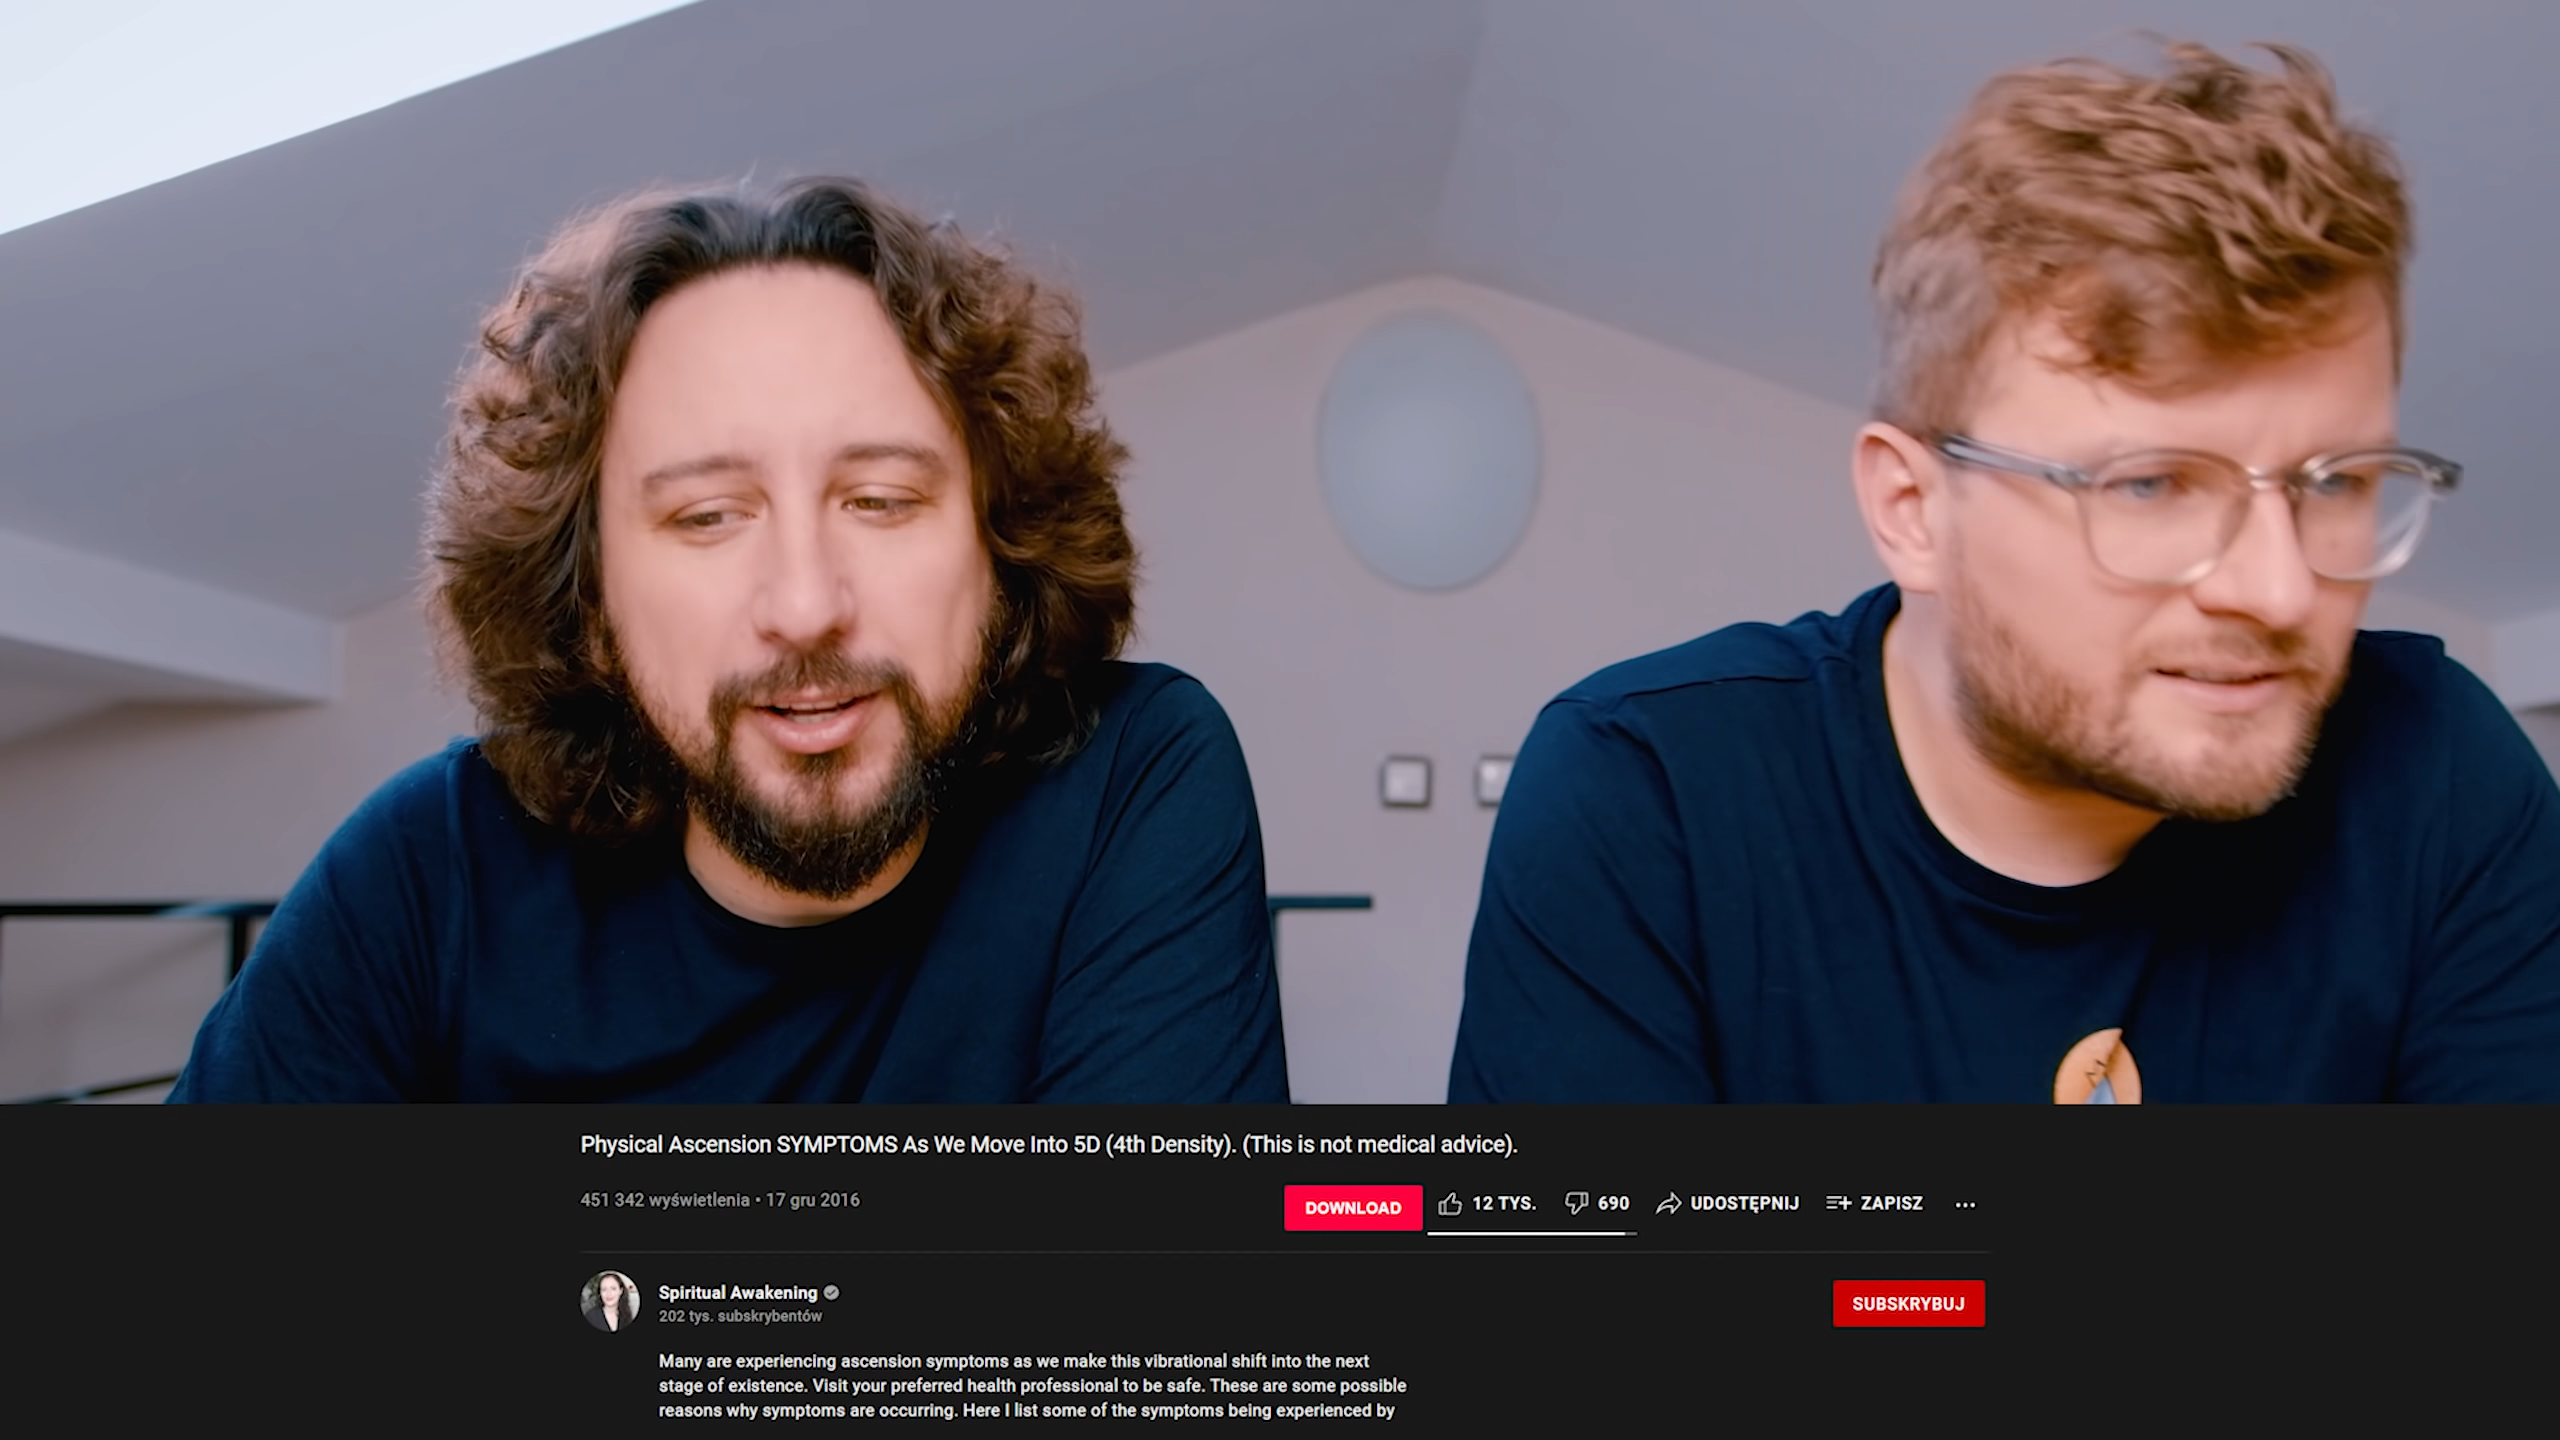 Physical Ascension SYMPTOMS As We Move Into 5D (4th Density). (This is not medical advice).
451 342 wyświetlenia • 17 gru 2016
DOWNLOAD
12 TYS.
690
UDOSTĘPNIJ
ZAPISZ
Spiritual Awakening
202 tys. subskrybentów
SUBSKRYBUJ
Many are experiencing ascension symptoms as we make this vibrational shift into the next
stage of existence. Visit your preferred health professional to be safe. These are some possible
reasons why symptoms are occurring. Here I list some of the symptoms being experienced by